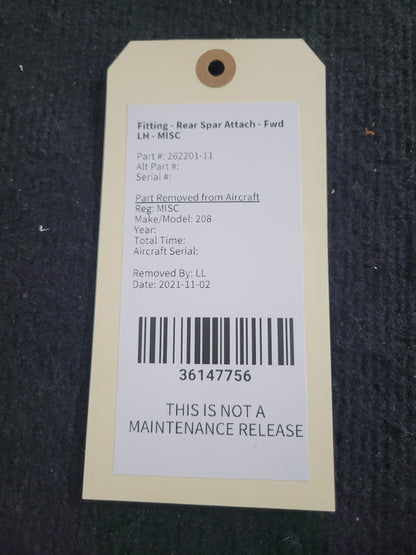 Fitting - Rear Spar Attach - Fwd
LH - MISC
Part #: 262201-11
Alt Part #:
Serial #:
Part Removed from Aircraft
Reg: MISC
Make/Model: 208
Year:
Total Time:
Aircraft Serial:
Removed By: LL
Date: 2021-11-02
36147756
THIS IS NOT A
MAINTENANCE RELEASE